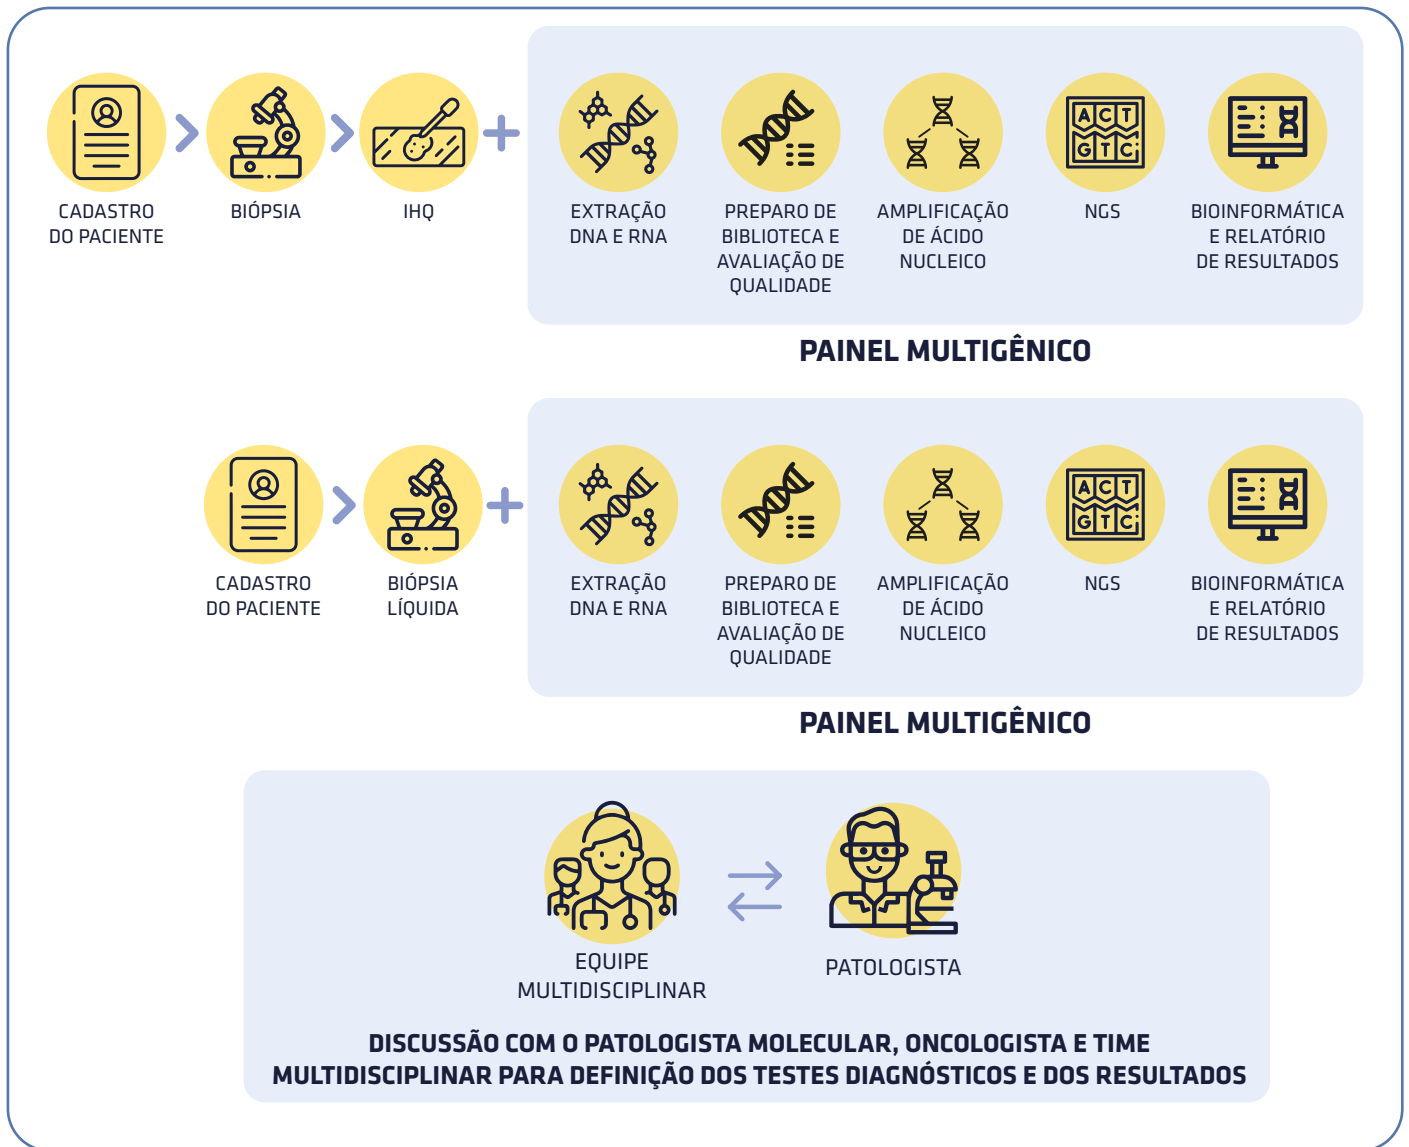 CADASTRO
DO PACIENTE
BIÓPSIA
IHQ
EXTRAÇÃO
DNA E RNA
PREPARO DE
BIBLIOTECA E
AVALIAÇÃO DE
QUALIDADE
AMPLIFICAÇÃO
DE ÁCIDO
NUCLEICO
A C T
G T C
NGS
BIOINFORMÁTICA
E RELATÓRIO
DE RESULTADOS
PAINEL MULTIGÊNICO
CADASTRO
DO PACIENTE
BIÓPSIA
LÍQUIDA
EXTRAÇÃO
DNA E RNA
PREPARO DE
BIBLIOTECA E
AVALIAÇÃO DE
QUALIDADE
AMPLIFICAÇÃO
DE ÁCIDO
NUCLEICO
A C T
G T C
NGS
BIOINFORMÁTICA
E RELATÓRIO
DE RESULTADOS
PAINEL MULTIGÊNICO
EQUIPE
MULTIDISCIPLINAR
PATOLOGISTA
DISCUSSÃO COM O PATOLOGISTA MOLECULAR, ONCOLOGISTA E TIME
MULTIDISCIPLINAR PARA DEFINIÇÃO DOS TESTES DIAGNÓSTICOS E DOS RESULTADOS